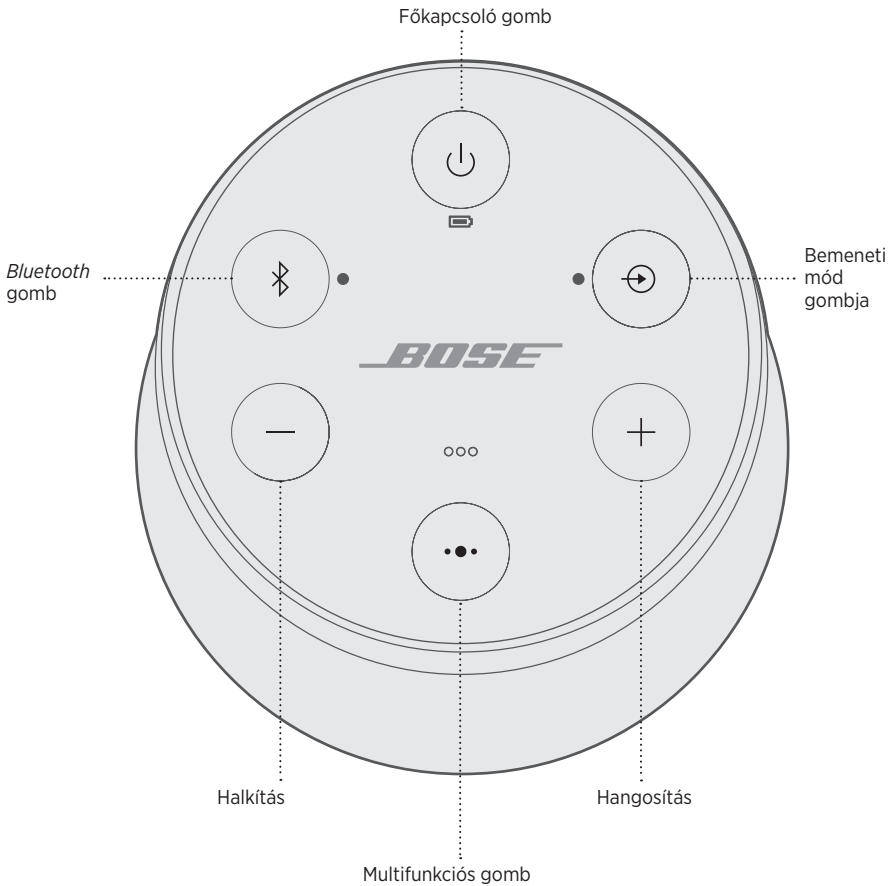 Főkapcsoló gomb
Bluetooth
gomb
Bemeneti
mód
gombja
BOSE
Halkítás
Hangosítás
Multifunkciós gomb